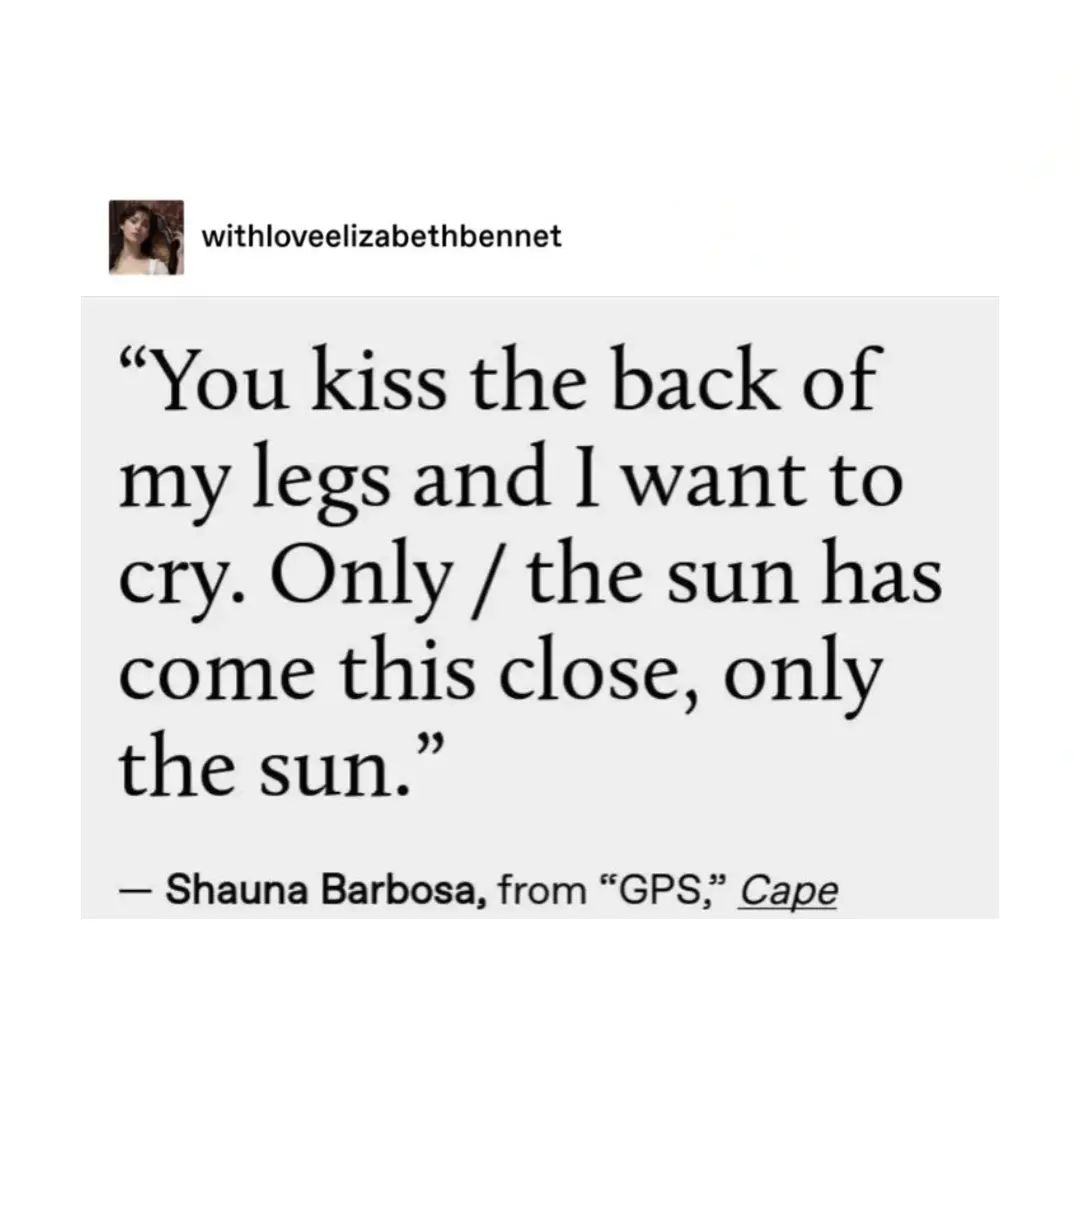 withloveelizabethbennet
“You kiss the back of
my legs and I want to
cry. Only / the sun has
come this close, only
the sun.”
— Shauna Barbosa, from “GPS,” Cape